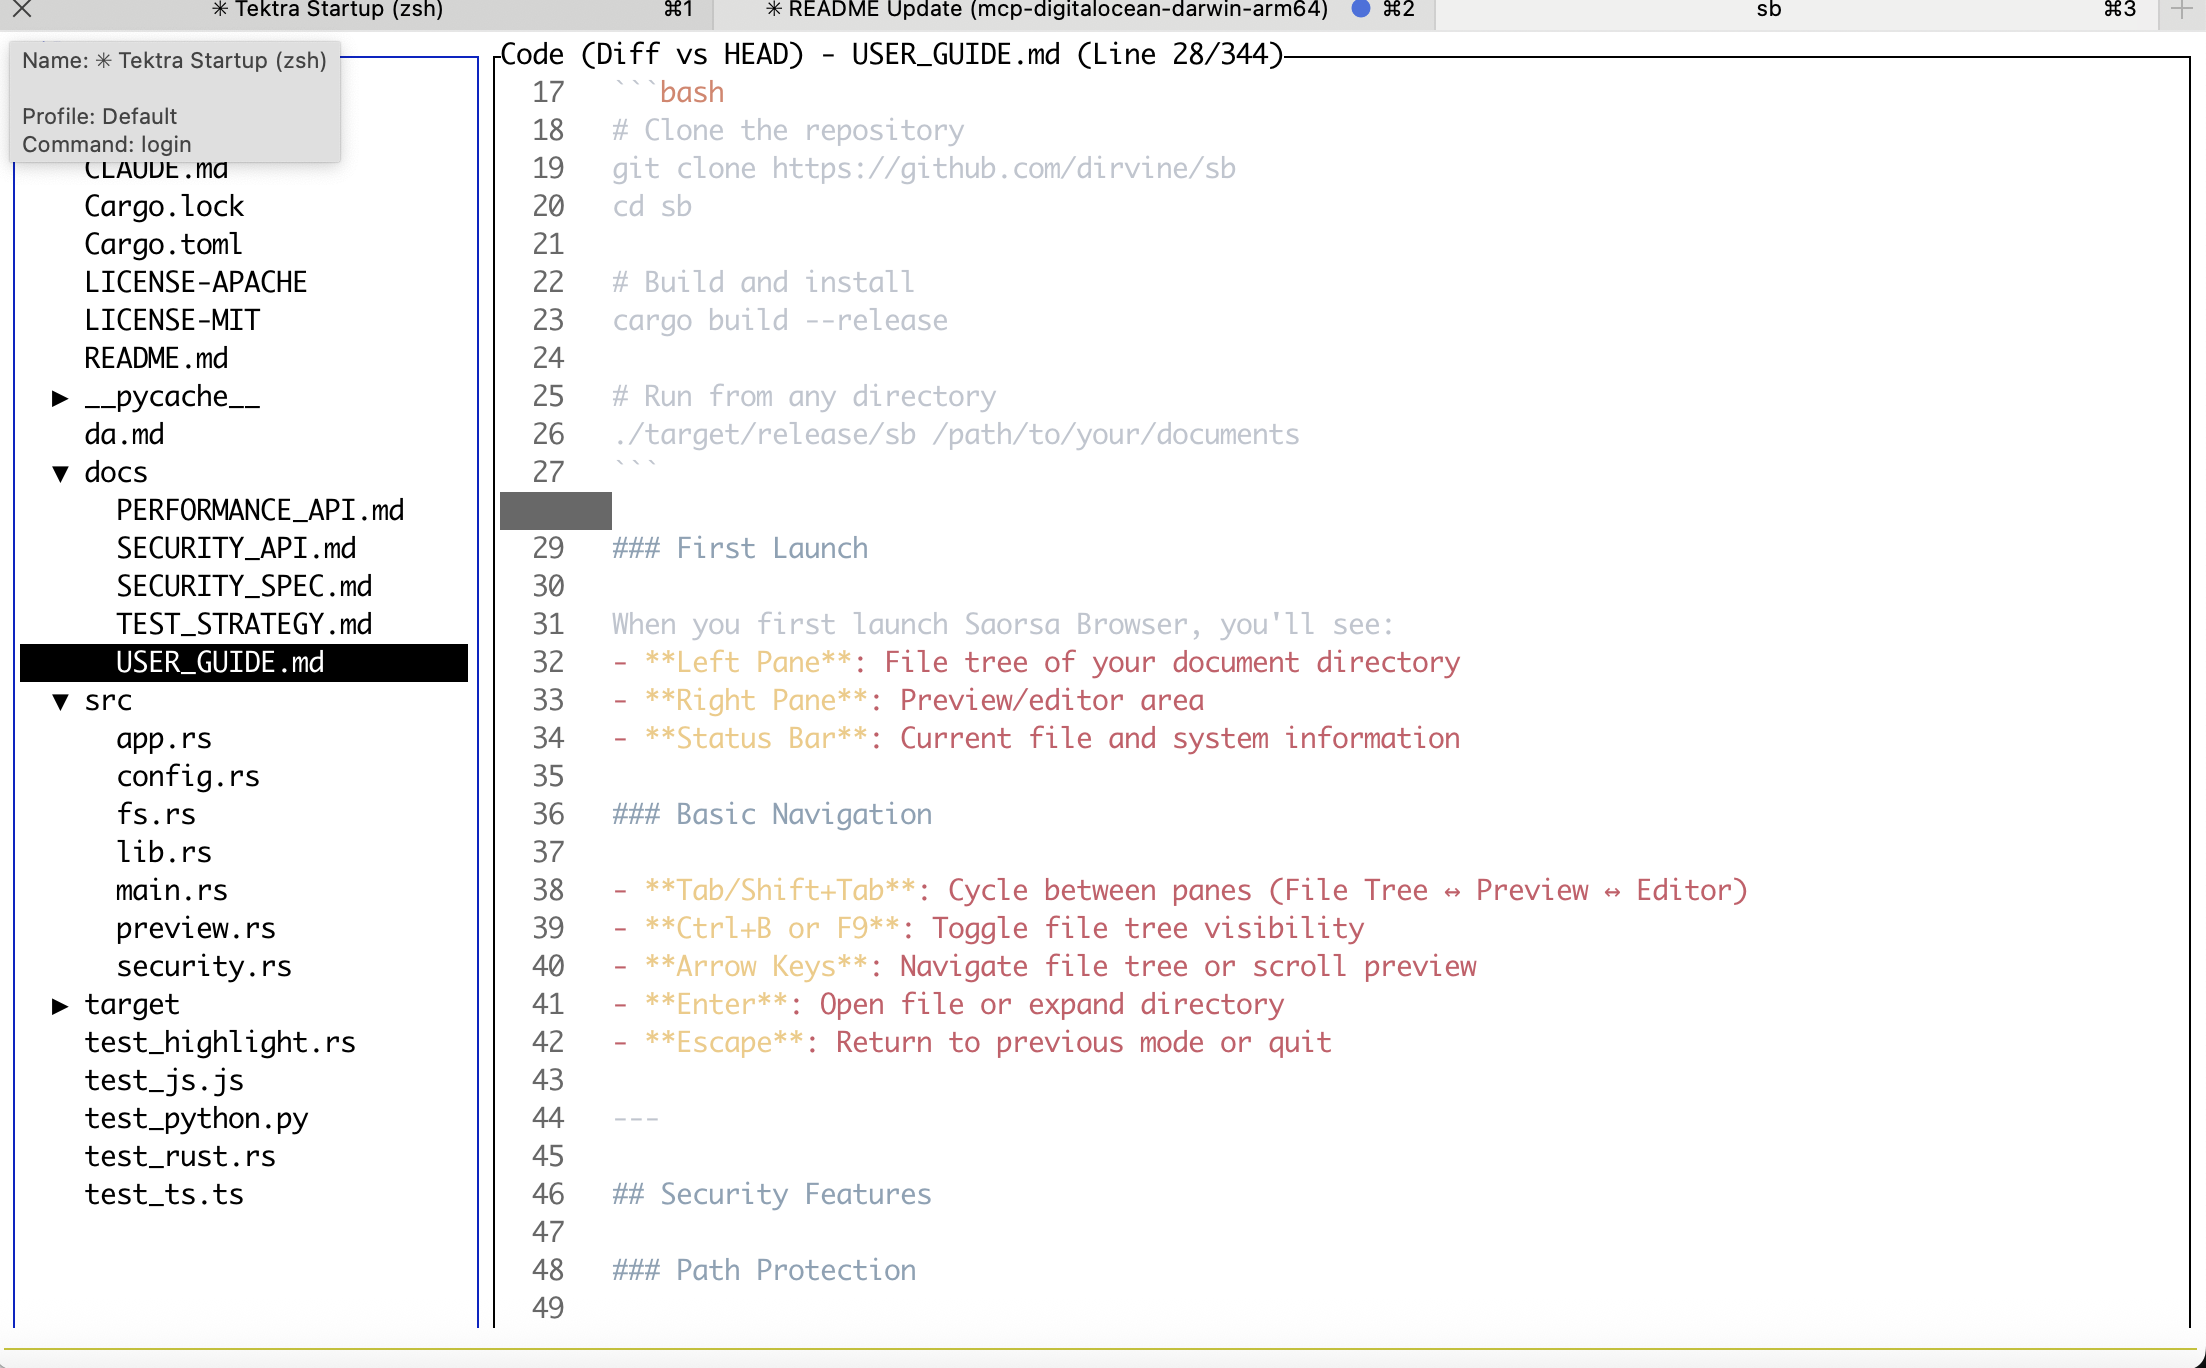 ✳ Tektra Startup (zsh) ⌘1
✳ README Update (mcp-digitalocean-darwin-arm64) ⌘2
sb ⌘3
Name: ✳ Tektra Startup (zsh)
Profile: Default
Command: login
CLAUDE.md
Cargo.lock
Cargo.toml
LICENSE-APACHE
LICENSE-MIT
README.md
▶ __pycache__
da.md
▼ docs
PERFORMANCE_API.md
SECURITY_API.md
SECURITY_SPEC.md
TEST_STRATEGY.md
USER_GUIDE.md
▼ src
app.rs
config.rs
fs.rs
lib.rs
main.rs
preview.rs
security.rs
▶ target
test_highlight.rs
test_js.js
test_python.py
test_rust.rs
test_ts.ts
Code (Diff vs HEAD) - USER_GUIDE.md (Line 28/344)
17 ```bash
18 # Clone the repository
19 git clone https://github.com/dirvine/sb
20 cd sb
21
22 # Build and install
23 cargo build --release
24
25 # Run from any directory
26 ./target/release/sb /path/to/your/documents
27 ```
29 ### First Launch
30
31 When you first launch Saorsa Browser, you'll see:
32 - **Left Pane**: File tree of your document directory
33 - **Right Pane**: Preview/editor area
34 - **Status Bar**: Current file and system information
35
36 ### Basic Navigation
37
38 - **Tab/Shift+Tab**: Cycle between panes (File Tree ↔ Preview ↔ Editor)
39 - **Ctrl+B or F9**: Toggle file tree visibility
40 - **Arrow Keys**: Navigate file tree or scroll preview
41 - **Enter**: Open file or expand directory
42 - **Escape**: Return to previous mode or quit
43
44 ---
45
46 ## Security Features
47
48 ### Path Protection
49